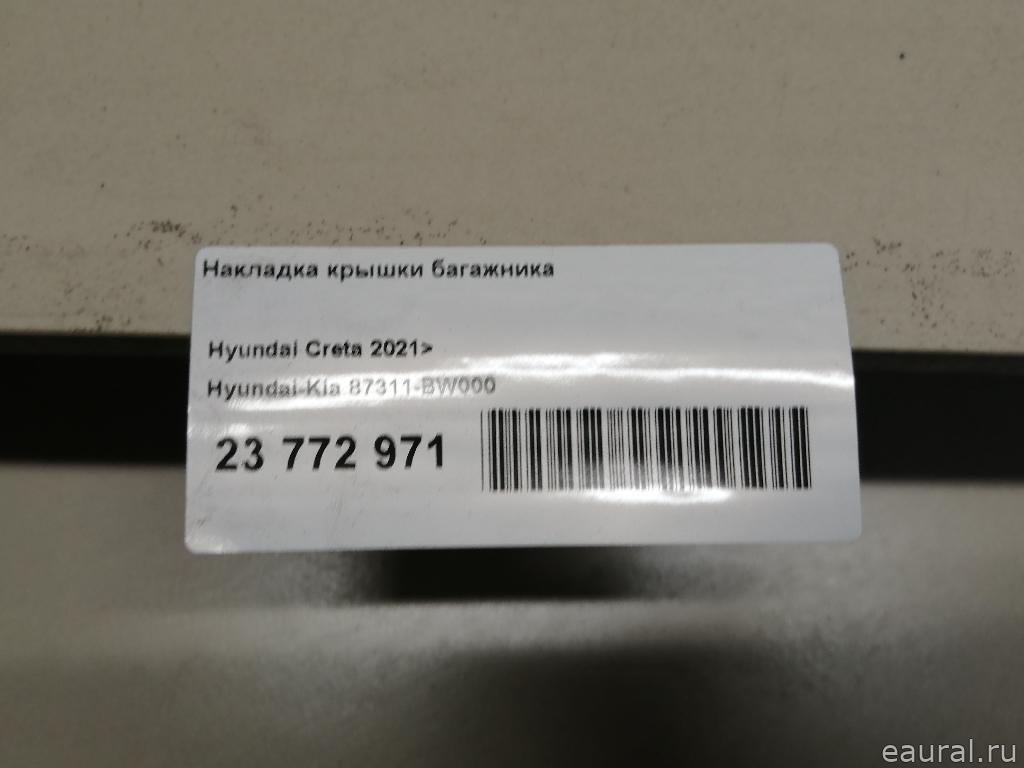 Накладка крышки багажника
Hyundai Creta 2021>
Hyundai-Kia 87311-BW000
23 772 971
eaural.ru